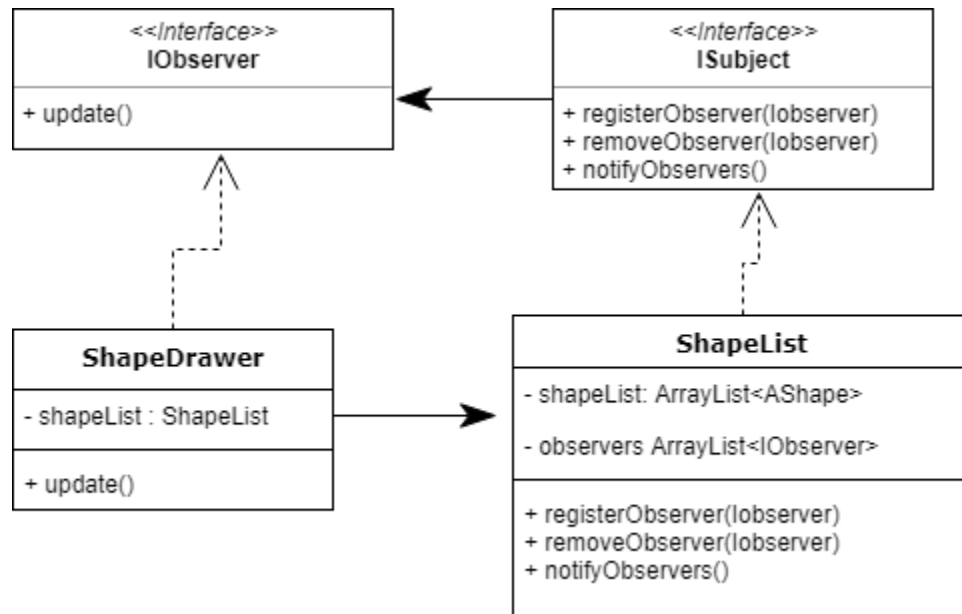 <<Interface>>
IObserver
+ update()
<<Interface>>
ISubject
+ registerObserver(Iobserver)
+ removeObserver(Iobserver)
+ notifyObservers()
ShapeDrawer
- shapeList : ShapeList
+ update()
ShapeList
- shapeList: ArrayList<AShape>
- observers ArrayList<IObserver>
+ registerObserver(Iobserver)
+ removeObserver(Iobserver)
+ notifyObservers()